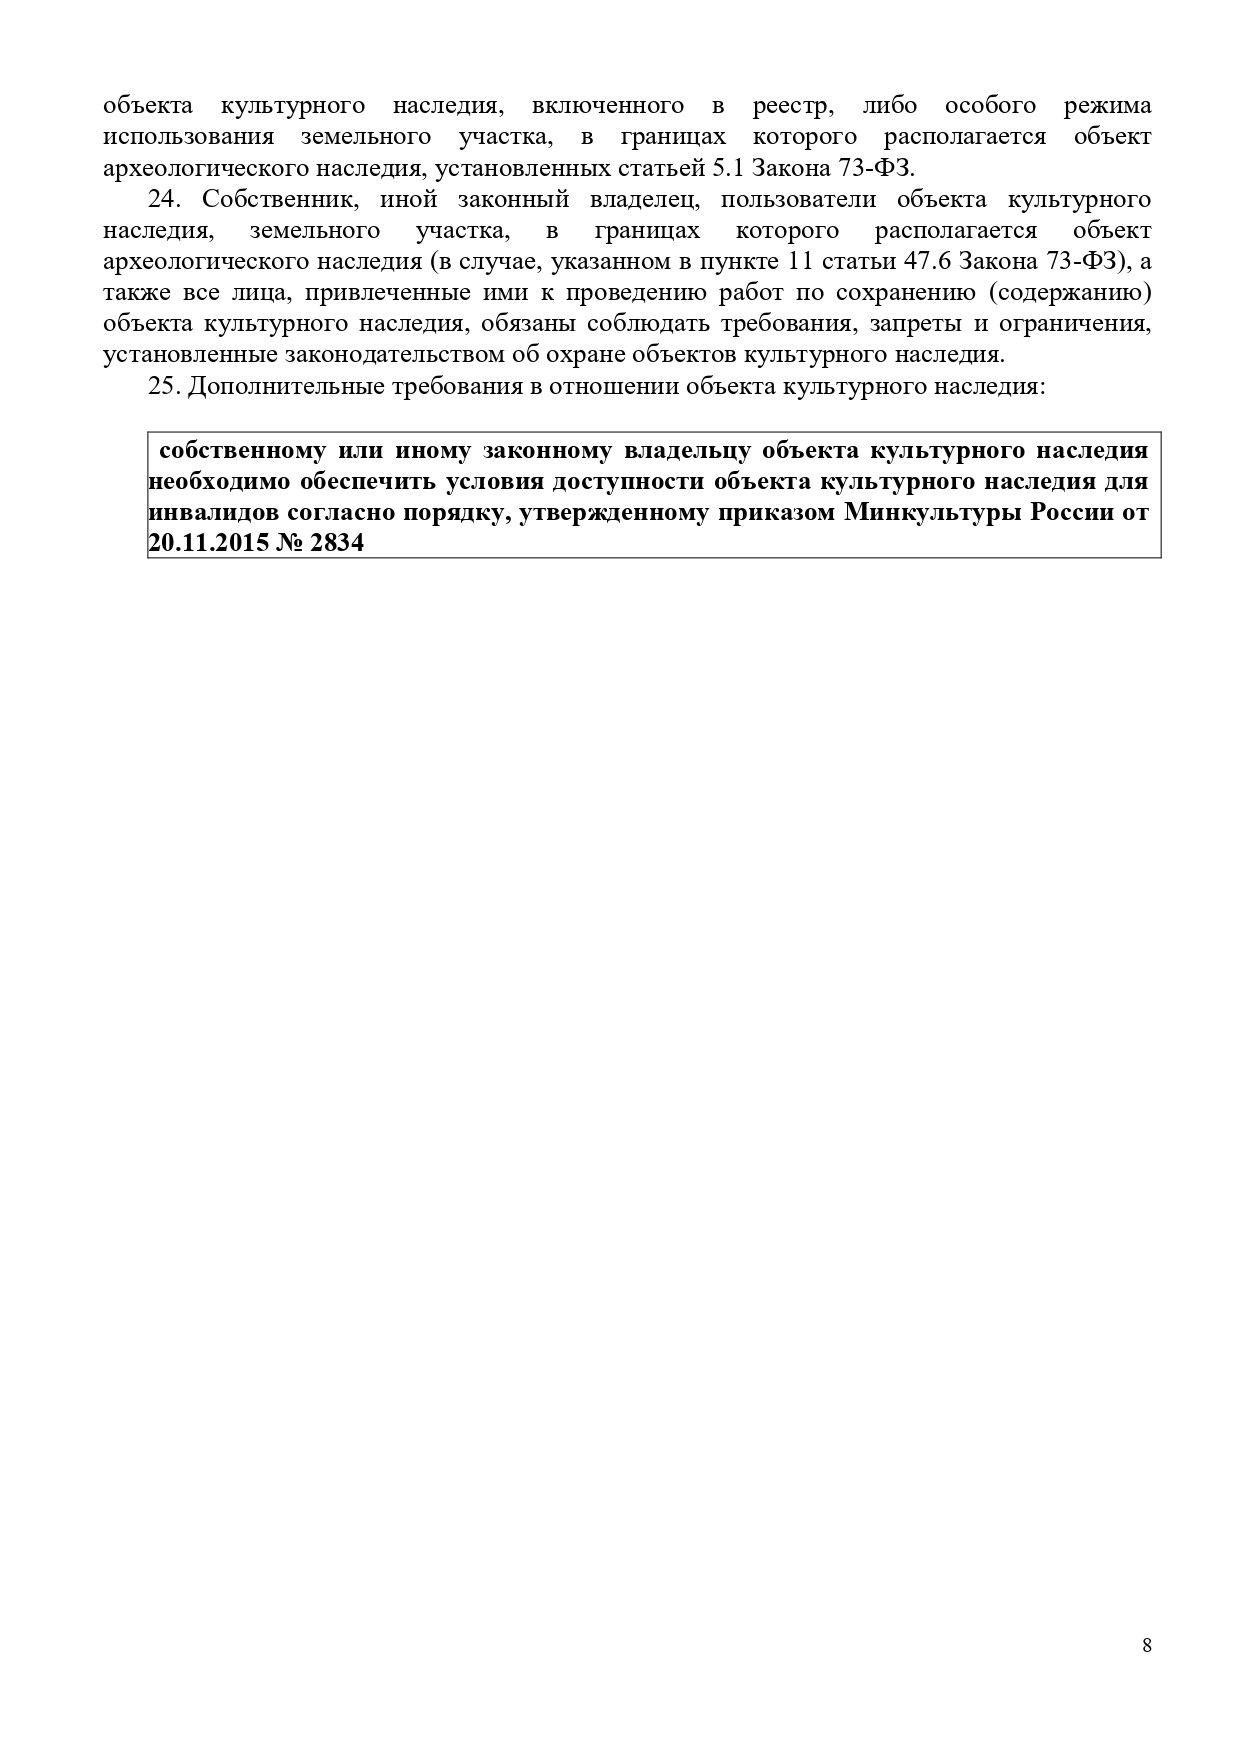 объекта культурного наследия, включенного в реестр, либо особого режима
использования земельного участка, в границах которого располагается объект
археологического наследия, установленных статьей 5.1 Закона 73-ФЗ.
24. Собственник, иной законный владелец, пользователи объекта культурного
наследия, земельного участка, в границах которого располагается объект
археологического наследия (в случае, указанном в пункте 11 статьи 47.6 Закона 73-ФЗ), а
также все лица, привлеченные ими к проведению работ по сохранению (содержанию)
объекта культурного наследия, обязаны соблюдать требования, запреты и ограничения,
установленные законодательством об охране объектов культурного наследия.
25. Дополнительные требования в отношении объекта культурного наследия:
собственному или иному законному владельцу объекта культурного наследия
необходимо обеспечить условия доступности объекта культурного наследия для
инвалидов согласно порядку, утвержденному приказом Минкультуры России от
20.11.2015 № 2834
8